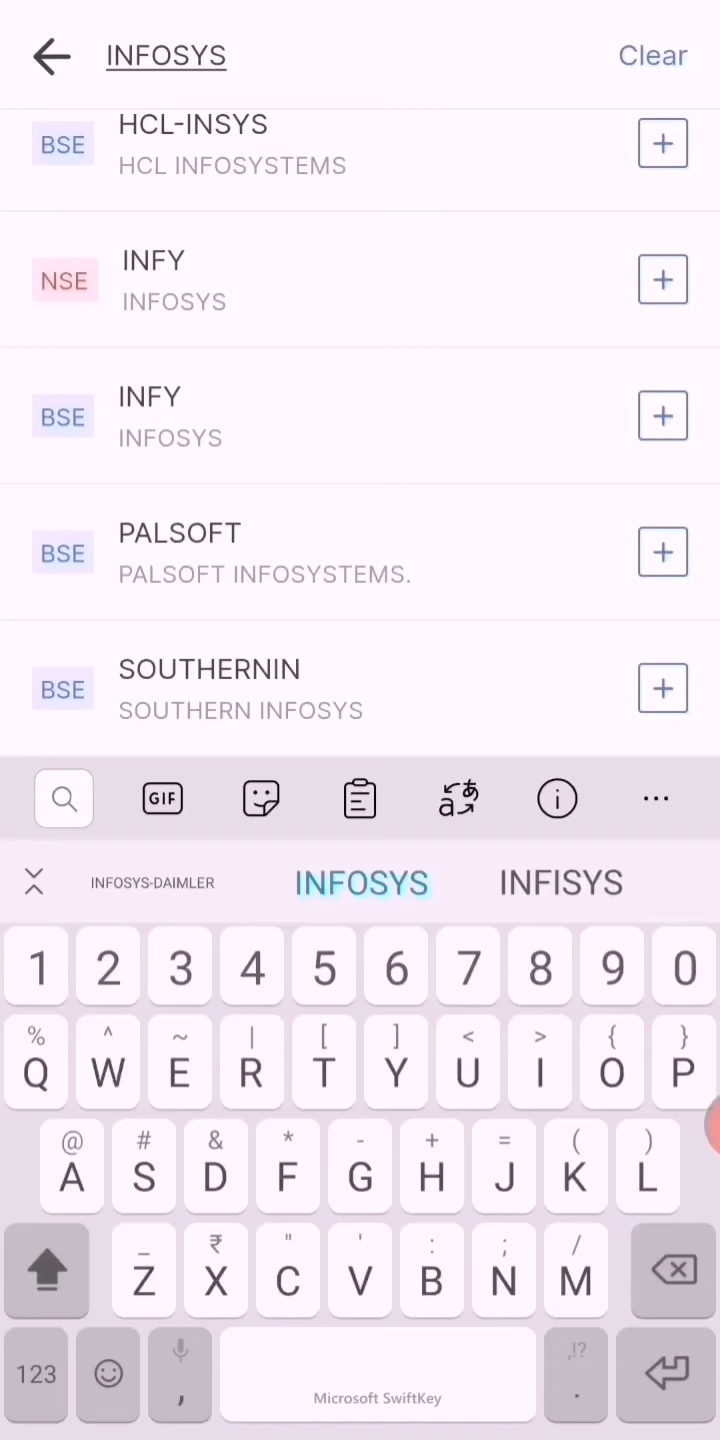 INFOSYS Clear
HCL-INSYS
BSE
HCL INFOSYSTEMS
INFY
NSE
INFOSYS
INFY
BSE
INFOSYS
PALSOFT
BSE
PALSOFT INFOSYSTEMS.
SOUTHERNIN
BSE
SOUTHERN INFOSYS
GIF aあ i ...
INFOSYS-DAIMLER INFOSYS INFISYS
1 2 3 4 5 6 7 8 9 0
% ^ ~ | [ ] < > { }
Q W E R T Y U I O P
@ # & * - + = ( )
A S D F G H J K L
_ ₹ " ' : ; /
Z X C V B N M
,!?
123 , Microsoft SwiftKey .